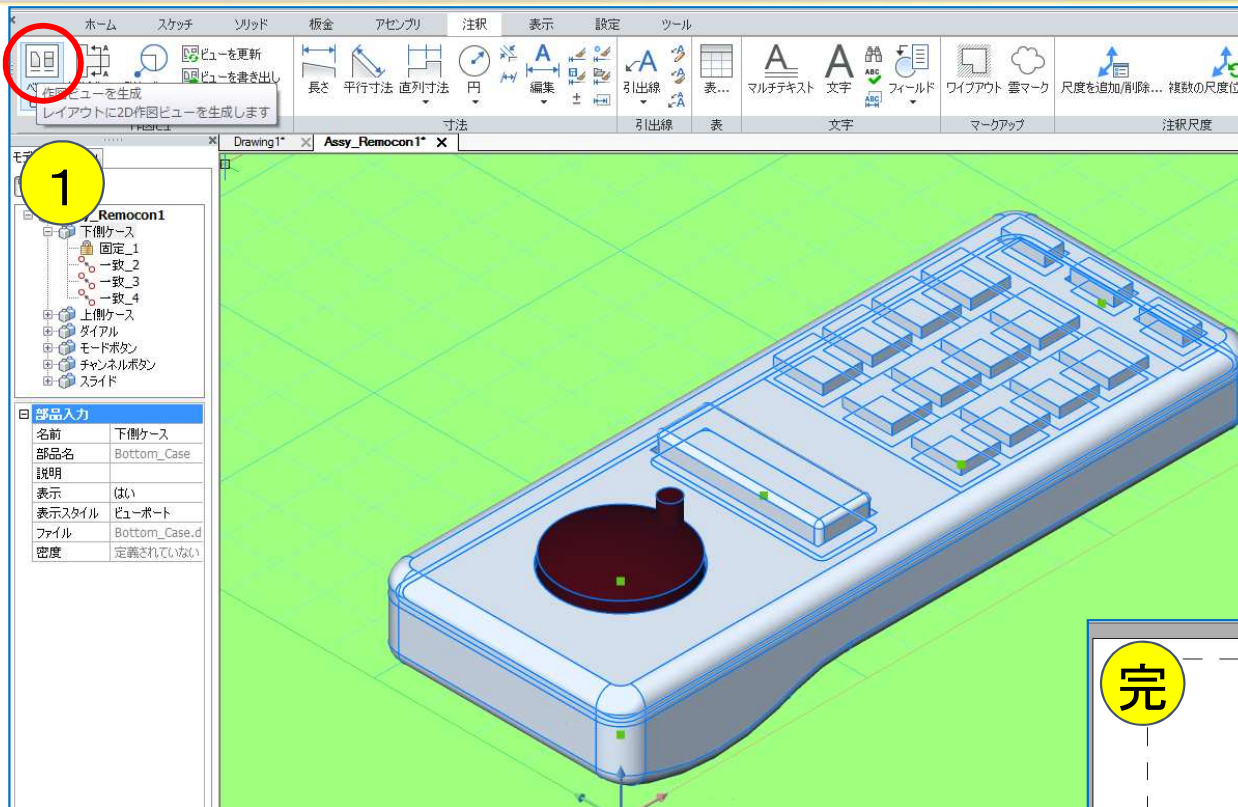 ホーム スケッチ ソリッド 板金 アセンブリ 注釈 表示 設定 ツール
ビューを更新
ビューを書き出し
長さ 平行寸法 直列寸法 円 編集 引出線 表... マルチテキスト 文字 フィールド ワイプアウト 雲マーク 尺度を追加/削除... 複数の尺度位
作図ビューを生成
レイアウトに2D作図ビューを生成します
寸法 引出線 表 文字 マークアップ 注釈尺度
Drawing1* Assy_Remocon1*
1
Remocon1
下側ケース
固定_1
一致_2
一致_3
一致_4
上側ケース
ダイアル
モードボタン
チャンネルボタン
スライド
部品入力
名前 下側ケース
部品名 Bottom_Case
説明
表示 はい
表示スタイル ビューポート
ファイル Bottom_Case.d
密度 定義されていない
完